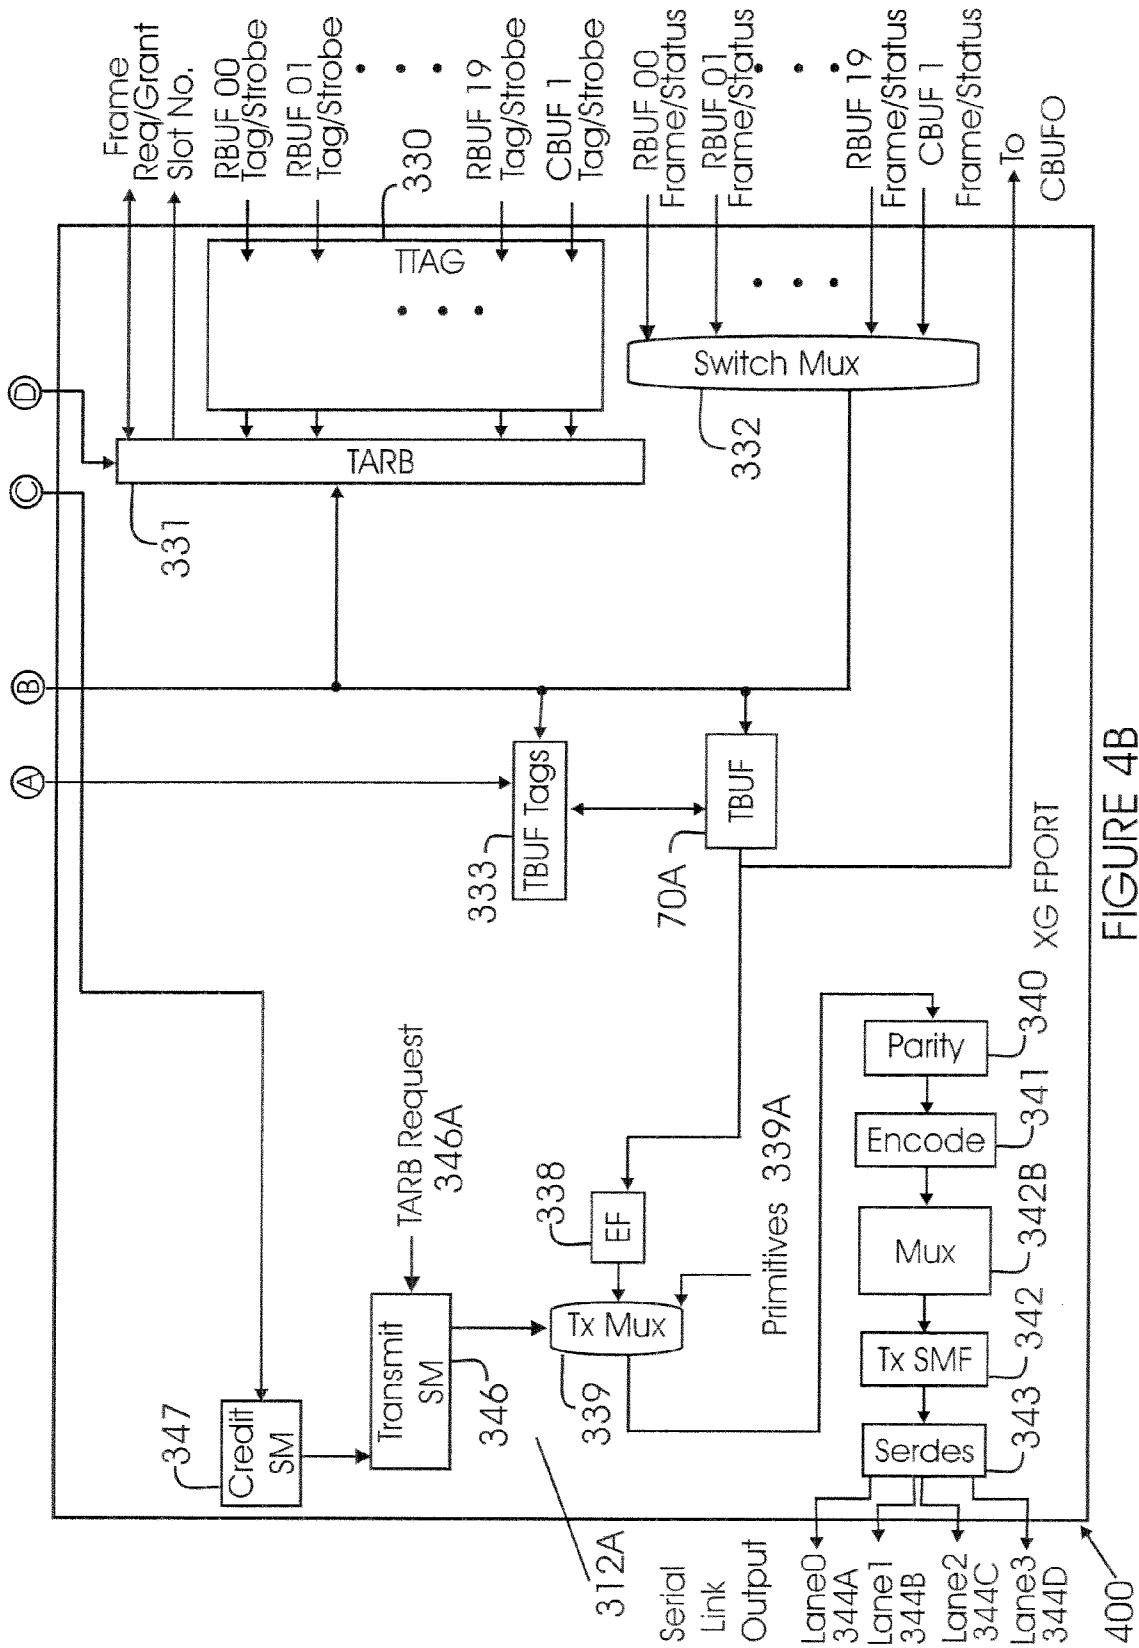 Frame
Req/Grant
Slot No.
RBUF 00
Tag/Strobe
RBUF 01
Tag/Strobe
RBUF 19
Tag/Strobe
CBUF 1
Tag/Strobe
RBUF 00
Frame/Status
RBUF 01
Frame/Status
RBUF 19
Frame/Status
CBUF 1
Frame/Status
To
CBUFO
330
TTAG
Switch Mux
332
D
C
B
A
TARB
331
TBUF Tags
333
TBUF
70A
XG FPORT
TARB Request
346A
Credit
SM
347
Transmit
SM
346
EF
338
Tx Mux
339
Primitives 339A
Parity
340
Encode
341
Mux
342B
Tx SMF
342
Serdes
343
312A
Serial
Link
Output
Lane0
344A
Lane1
344B
Lane2
344C
Lane3
344D
400
FIGURE 4B